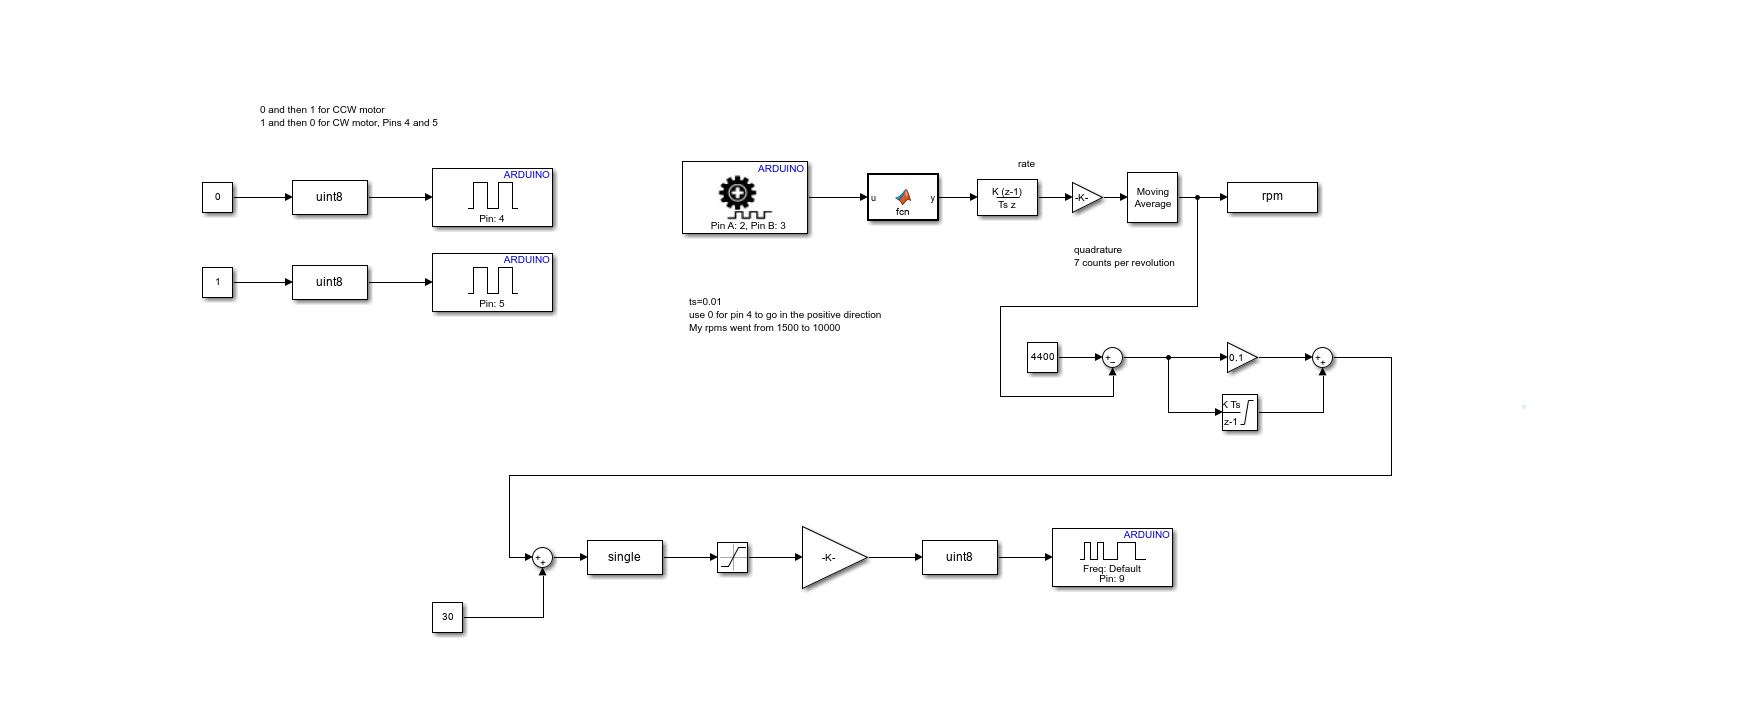 0 and then 1 for CCW motor
1 and then 0 for CW motor, Pins 4 and 5
0
uint8
ARDUINO
Pin: 4
1
uint8
ARDUINO
Pin: 5
ARDUINO
Pin A: 2, Pin B: 3
u
fcn
y
rate
K (z-1)
Ts z
-K-
Moving
Average
rpm
quadrature
7 counts per revolution
ts=0.01
use 0 for pin 4 to go in the positive direction
My rpms went from 1500 to 10000
4400
+
−
0.1
+
+
K Ts
z-1
+
+
single
-K-
uint8
ARDUINO
Freq: Default
Pin: 9
30